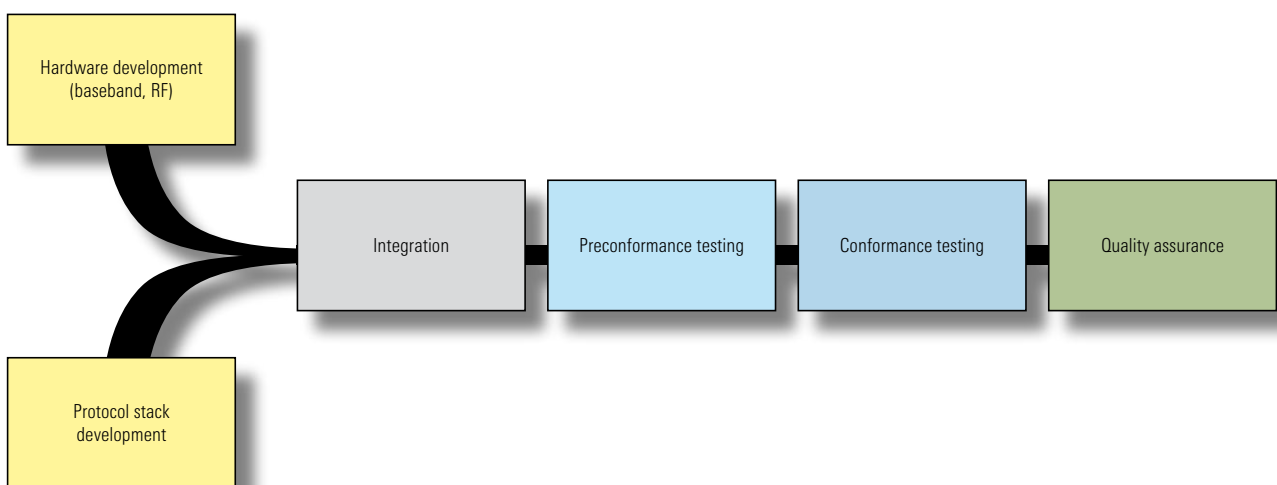 Hardware development
(baseband, RF)
Integration
Preconformance testing
Conformance testing
Quality assurance
Protocol stack
development